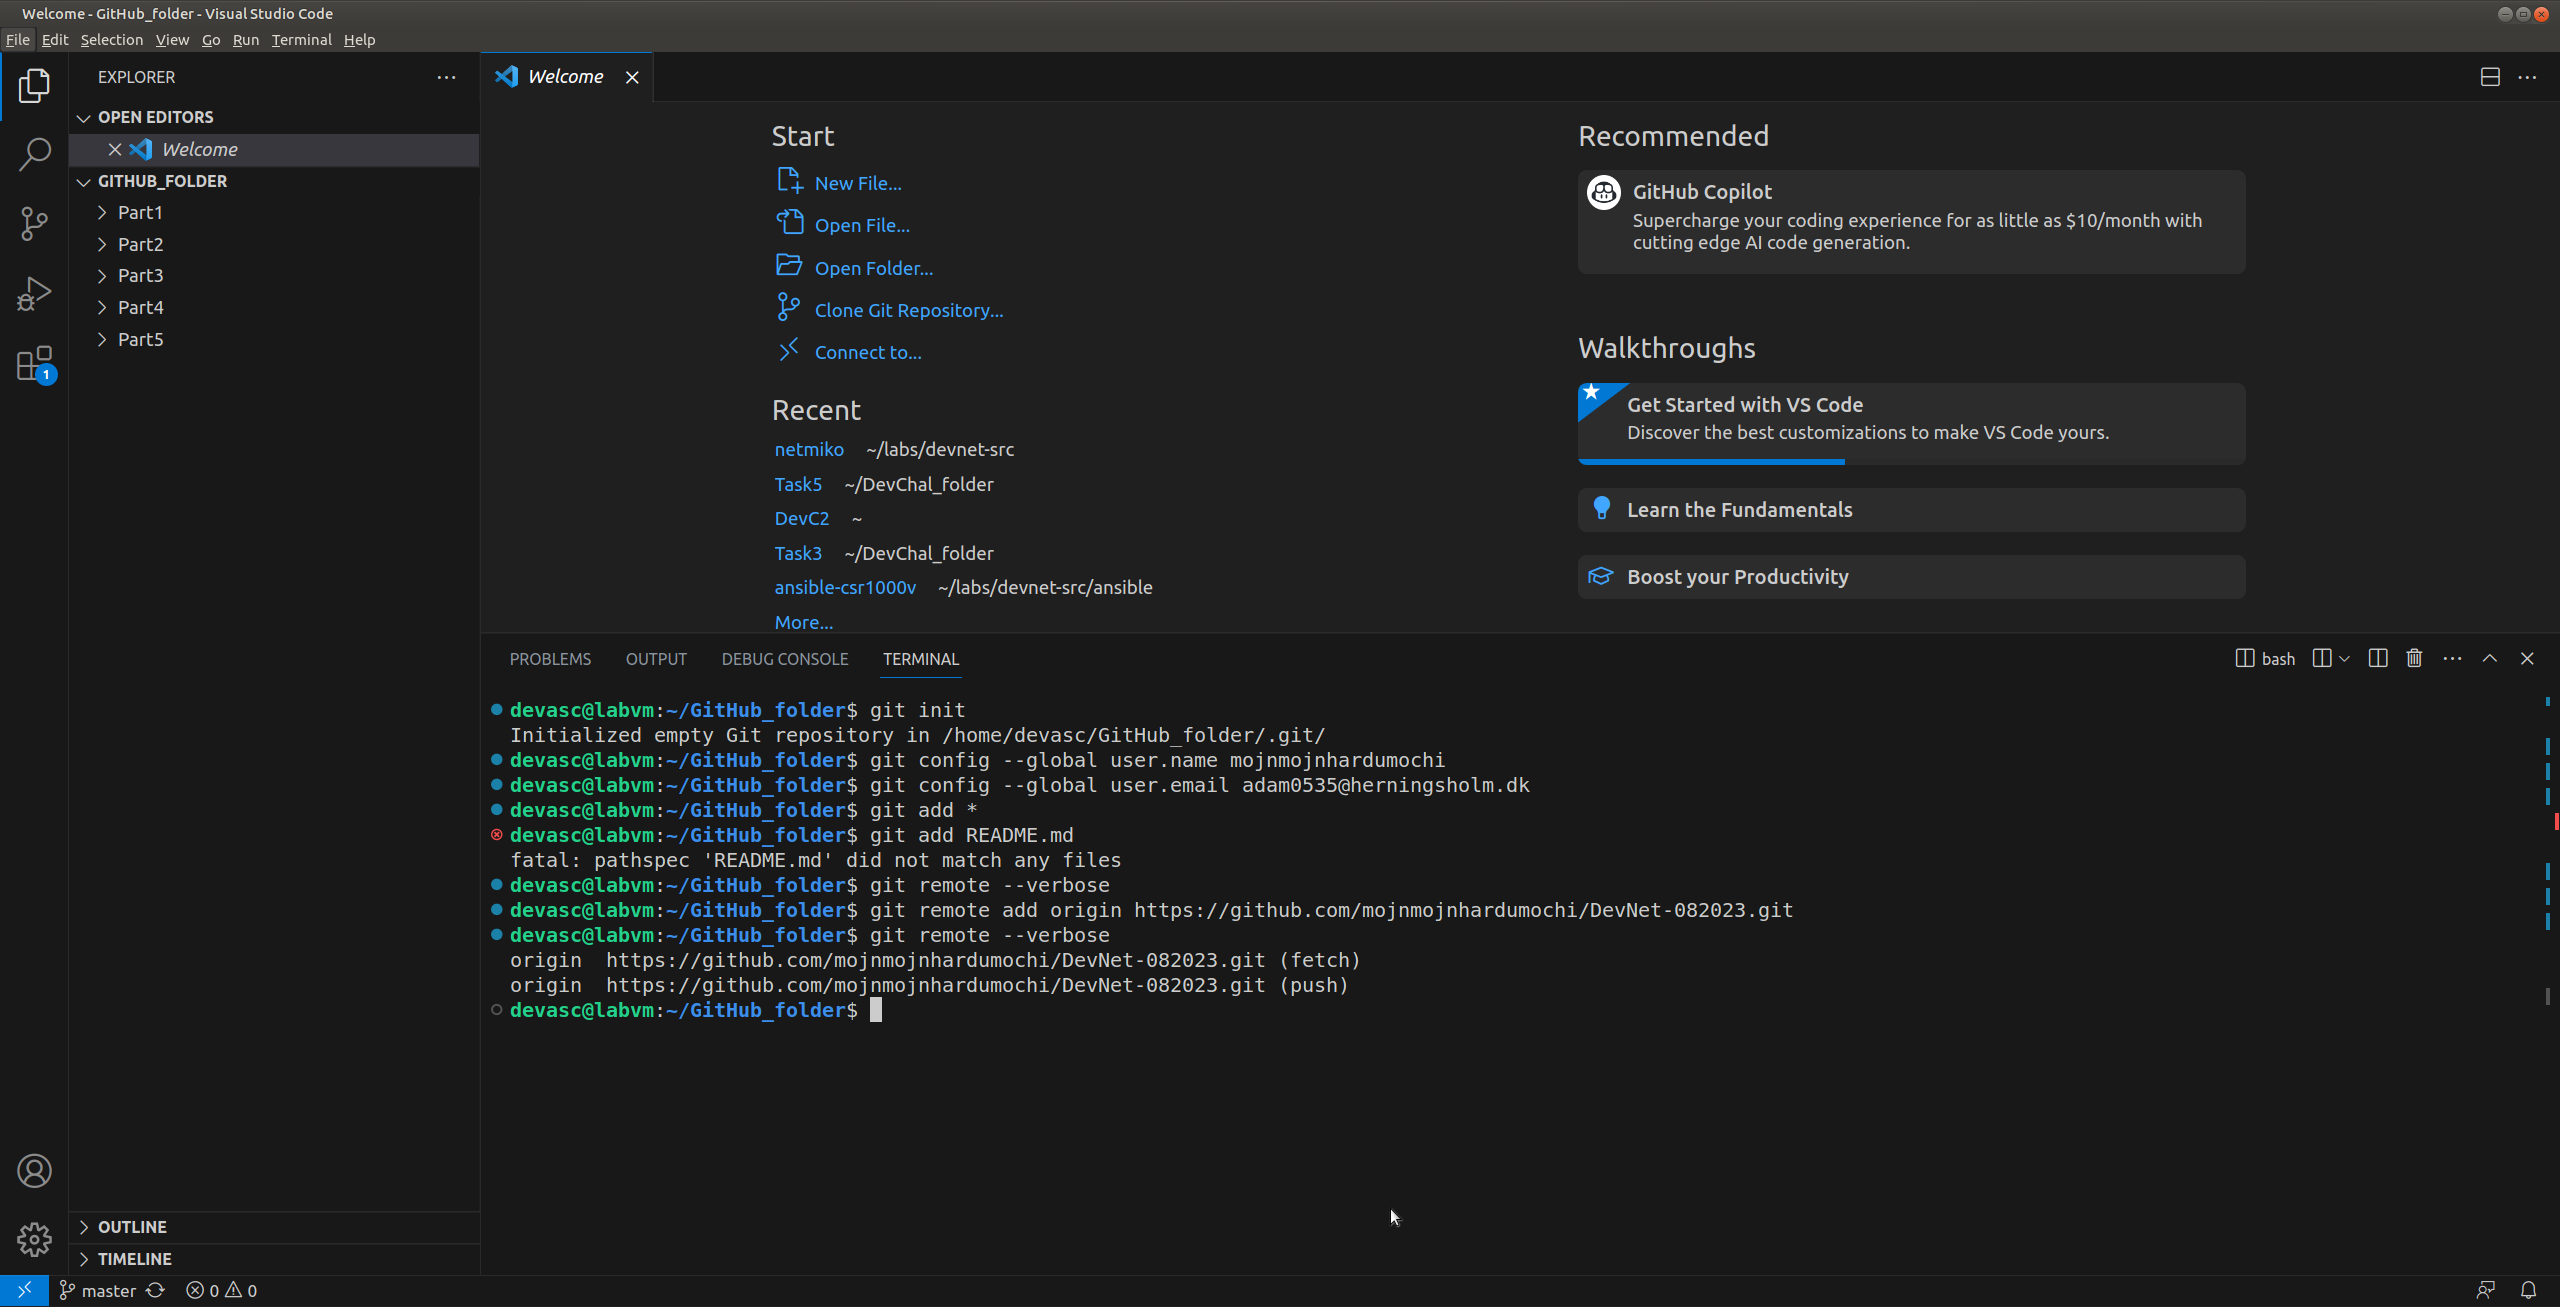 Welcome - GitHub_folder - Visual Studio Code
File Edit Selection View Go Run Terminal Help
EXPLORER
OPEN EDITORS
Welcome
GITHUB_FOLDER
Part1
Part2
Part3
Part4
Part5
1
OUTLINE
TIMELINE
Welcome
Start
New File...
Open File...
Open Folder...
Clone Git Repository...
Connect to...
Recent
netmiko ~/labs/devnet-src
Task5 ~/DevChal_folder
DevC2 ~
Task3 ~/DevChal_folder
ansible-csr1000v ~/labs/devnet-src/ansible
More...
Recommended
GitHub Copilot
Supercharge your coding experience for as little as $10/month with
cutting edge AI code generation.
Walkthroughs
Get Started with VS Code
Discover the best customizations to make VS Code yours.
Learn the Fundamentals
Boost your Productivity
PROBLEMS OUTPUT DEBUG CONSOLE TERMINAL
bash
devasc@labvm:~/GitHub_folder$ git init
Initialized empty Git repository in /home/devasc/GitHub_folder/.git/
devasc@labvm:~/GitHub_folder$ git config --global user.name mojnmojnhardumochi
devasc@labvm:~/GitHub_folder$ git config --global user.email adam0535@herningsholm.dk
devasc@labvm:~/GitHub_folder$ git add *
devasc@labvm:~/GitHub_folder$ git add README.md
fatal: pathspec 'README.md' did not match any files
devasc@labvm:~/GitHub_folder$ git remote --verbose
devasc@labvm:~/GitHub_folder$ git remote add origin https://github.com/mojnmojnhardumochi/DevNet-082023.git
devasc@labvm:~/GitHub_folder$ git remote --verbose
origin  https://github.com/mojnmojnhardumochi/DevNet-082023.git (fetch)
origin  https://github.com/mojnmojnhardumochi/DevNet-082023.git (push)
devasc@labvm:~/GitHub_folder$
master 0 0